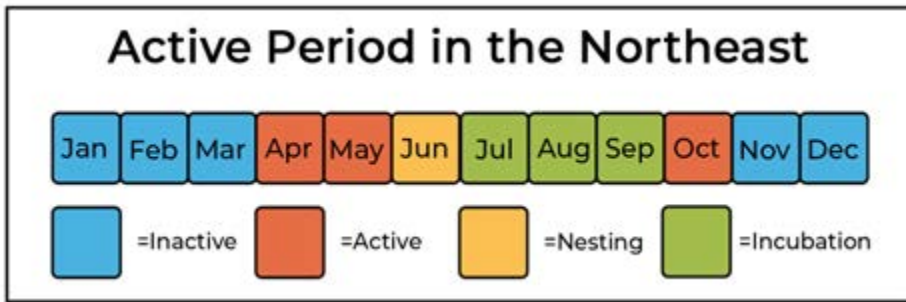 Active Period in the Northeast
Jan Feb Mar Apr May Jun Jul Aug Sep Oct Nov Dec
=Inactive =Active =Nesting =Incubation